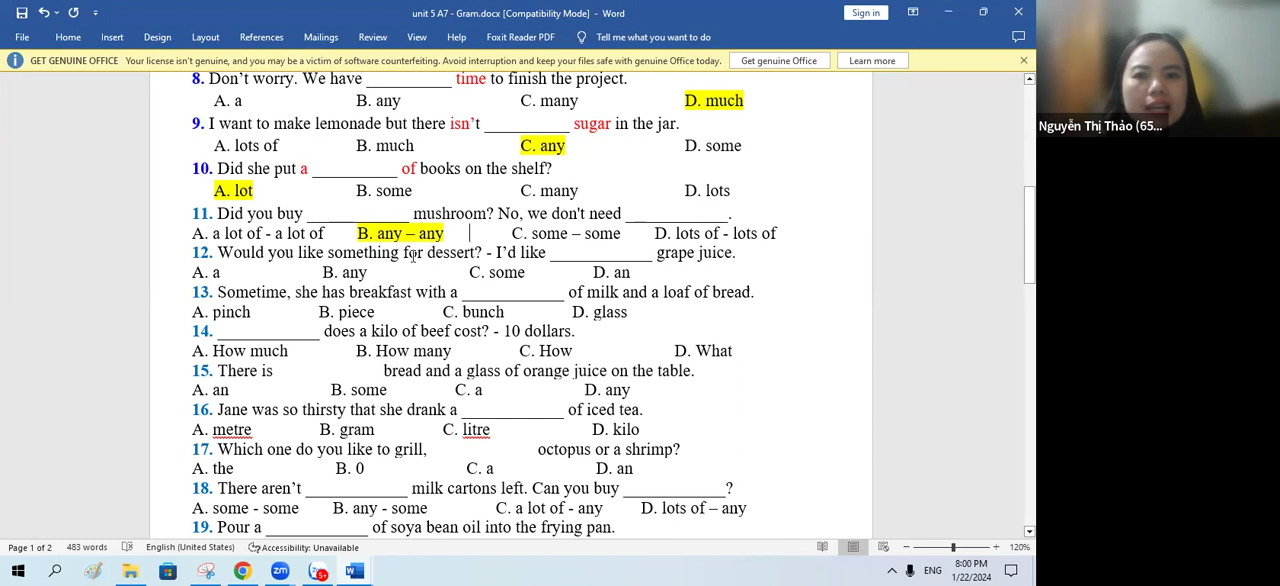 unit 5 A7 - Gram.docx [Compatibility Mode] - Word
Sign in
File Home Insert Design Layout References Mailings Review View Help Foxit Reader PDF Tell me what you want to do
GET GENUINE OFFICE Your license isn't genuine, and you may be a victim of software counterfeiting. Avoid interruption and keep your files safe with genuine Office today. Get genuine Office Learn more
8. Don't worry. We have __________ time to finish the project.
A. a B. any C. many D. much
9. I want to make lemonade but there isn't __________ sugar in the jar.
A. lots of B. much C. any D. some
10. Did she put a __________ of books on the shelf?
A. lot B. some C. many D. lots
11. Did you buy ____________ mushroom? No, we don't need ____________.
A. a lot of - a lot of B. any – any C. some – some D. lots of - lots of
12. Would you like something for dessert? - I'd like ____________ grape juice.
A. a B. any C. some D. an
13. Sometime, she has breakfast with a ____________ of milk and a loaf of bread.
A. pinch B. piece C. bunch D. glass
14. ____________ does a kilo of beef cost? - 10 dollars.
A. How much B. How many C. How D. What
15. There is bread and a glass of orange juice on the table.
A. an B. some C. a D. any
16. Jane was so thirsty that she drank a ____________ of iced tea.
A. metre B. gram C. litre D. kilo
17. Which one do you like to grill, octopus or a shrimp?
A. the B. 0 C. a D. an
18. There aren't ____________ milk cartons left. Can you buy ____________?
A. some - some B. any - some C. a lot of - any D. lots of – any
19. Pour a ____________ of soya bean oil into the frying pan.
Page 1 of 2 483 words English (United States) Accessibility: Unavailable 120%
ENG
8:00 PM
1/22/2024
Nguyễn Thị Thảo (65...